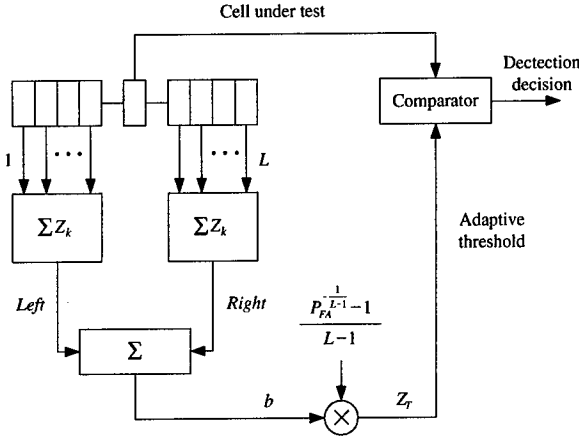 Cell under test
Dectection
decision
Comparator
1
• • •
• • •
L
ΣZ_k
ΣZ_k
Adaptive
threshold
Left
Right
Σ
(P_FA^(-1/(L-1)) - 1)/(L-1)
b
×
Z_T